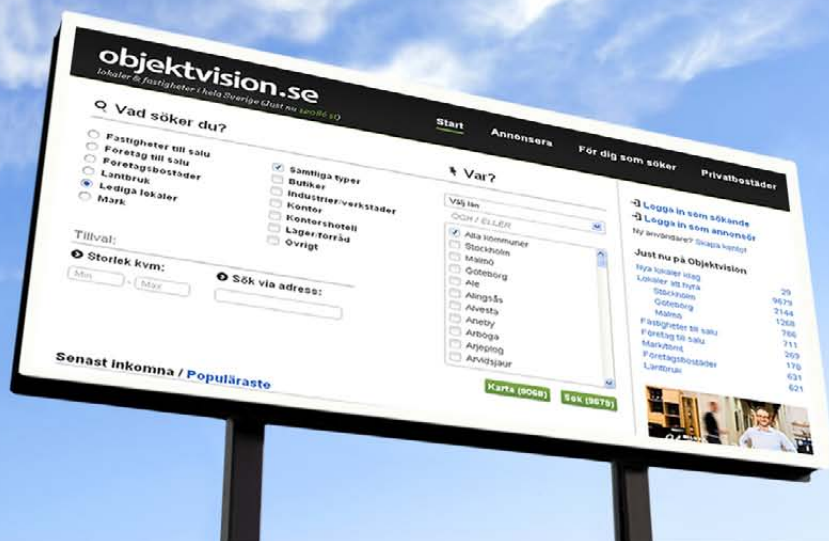 objektvision.se
lokaler & fastigheter i hela Sverige (Just nu
Start
Annonsera
För dig som söker
Privatbostäder
Vad söker du?
Fastigheter till salu
Företag till salu
Företagsbostäder
Lantbruk
Lediga lokaler
Mark
Samtliga typer
Butiker
Industrier/verkstäder
Kontor
Kontorshotell
Lager/förråd
Övrigt
Tillval:
Storlek kvm:
Min - Max
Sök via adress:
Var?
Välj län
OCH / ELLER
Alla kommuner
Stockholm
Malmö
Göteborg
Ale
Alingsås
Alvesta
Aneby
Arboga
Arjeplog
Arvidsjaur
Karta (9068)
Sök (9679)
Senast inkomna / Populäraste
Logga in som sökande
Logga in som annonsör
Ny användare? Skapa konto!
Just nu på Objektvision
Nya lokaler idag 29
Lokaler att hyra 9679
Stockholm 2144
Göteborg 1268
Malmö 766
Fastigheter till salu 711
Företag till salu 269
Mark/tomt 170
Företagsbostäder 631
Lantbruk 621